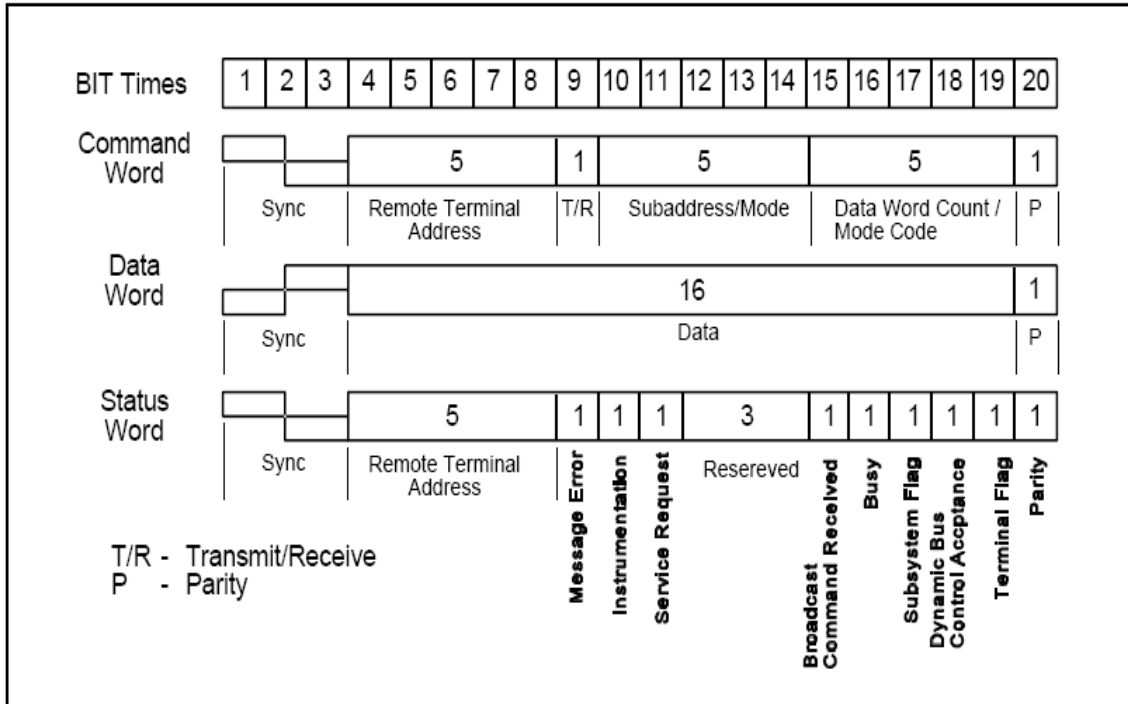 BIT Times 1 2 3 4 5 6 7 8 9 10 11 12 13 14 15 16 17 18 19 20
Command
Word
5 1 5 5 1
Sync
Remote Terminal
Address
T/R
Subaddress/Mode
Data Word Count /
Mode Code
P
Data
Word
16 1
Sync
Data
P
Status
Word
5 1 1 1 3 1 1 1 1 1 1
Sync
Remote Terminal
Address
Message Error
Instrumentation
Service Request
Resereved
Broadcast
Command Received
Busy
Subsystem Flag
Dynamic Bus
Control Accptance
Terminal Flag
Parity
T/R - Transmit/Receive
P - Parity